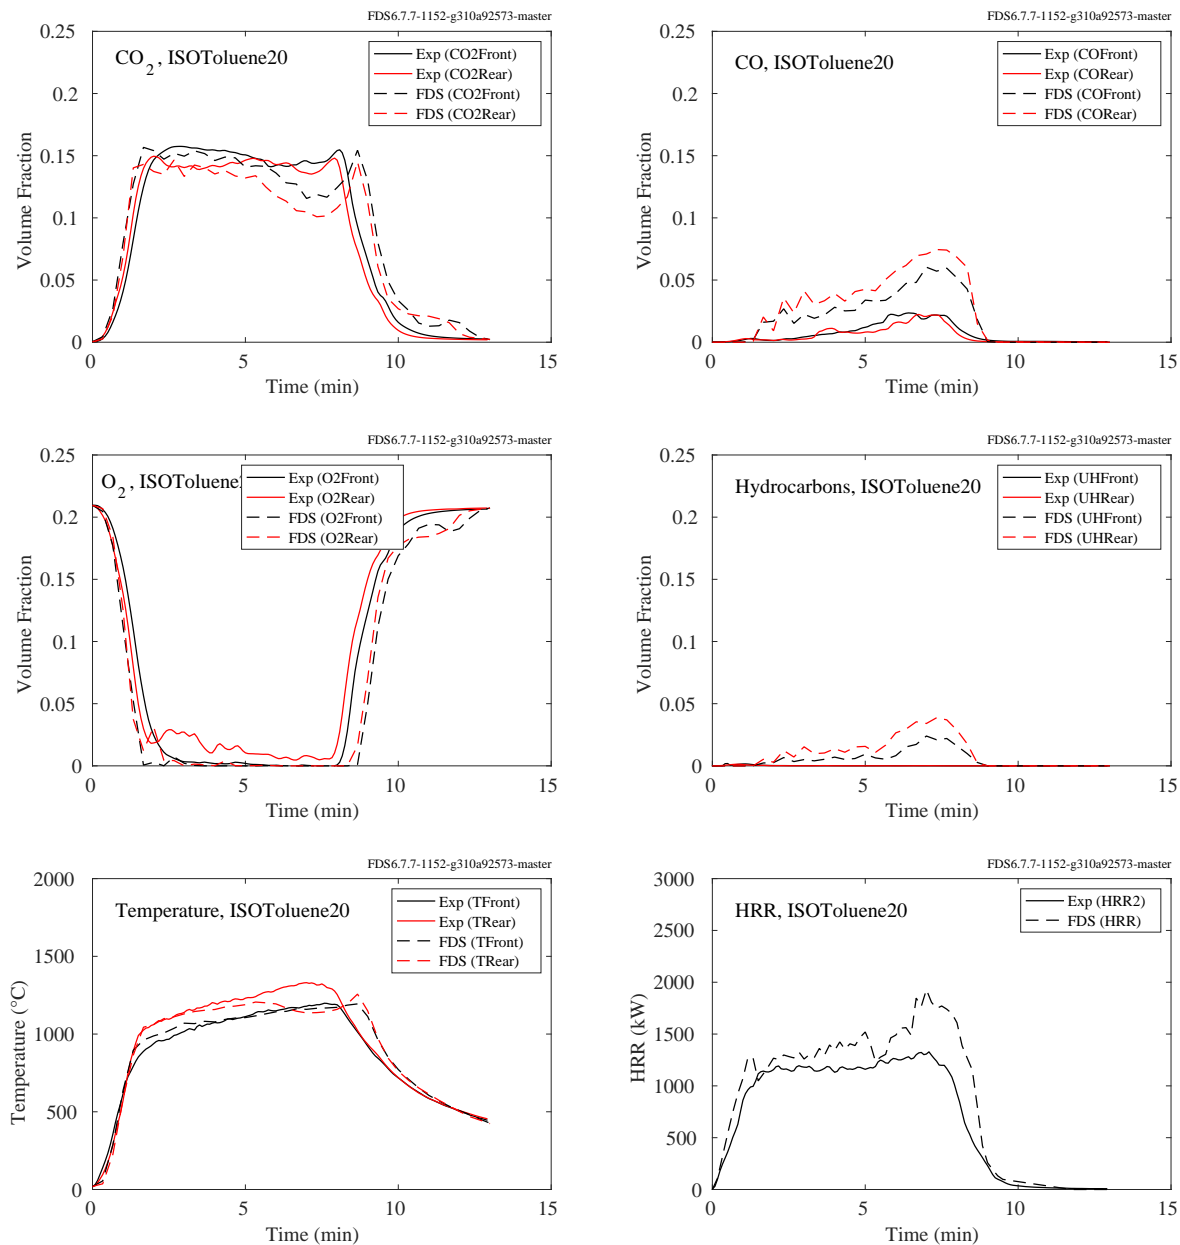 FDS6.7.7-1152-g310a92573-master
CO2, ISOToluene20
Exp (CO2Front)
Exp (CO2Rear)
FDS (CO2Front)
FDS (CO2Rear)
0.25
0.2
0.15
0.1
0.05
0
Volume Fraction
0
5
10
15
Time (min)
FDS6.7.7-1152-g310a92573-master
CO, ISOToluene20
Exp (COFront)
Exp (CORear)
FDS (COFront)
FDS (CORear)
0.25
0.2
0.15
0.1
0.05
0
Volume Fraction
0
5
10
15
Time (min)
FDS6.7.7-1152-g310a92573-master
O2, ISOToluene2
Exp (O2Front)
Exp (O2Rear)
FDS (O2Front)
FDS (O2Rear)
0.25
0.2
0.15
0.1
0.05
0
Volume Fraction
0
5
10
15
Time (min)
FDS6.7.7-1152-g310a92573-master
Hydrocarbons, ISOToluene20
Exp (UHFront)
Exp (UHRear)
FDS (UHFront)
FDS (UHRear)
0.25
0.2
0.15
0.1
0.05
0
Volume Fraction
0
5
10
15
Time (min)
FDS6.7.7-1152-g310a92573-master
Temperature, ISOToluene20
Exp (TFront)
Exp (TRear)
FDS (TFront)
FDS (TRear)
2000
1500
1000
500
0
Temperature (°C)
0
5
10
15
Time (min)
FDS6.7.7-1152-g310a92573-master
HRR, ISOToluene20
Exp (HRR2)
FDS (HRR)
3000
2500
2000
1500
1000
500
0
HRR (kW)
0
5
10
15
Time (min)